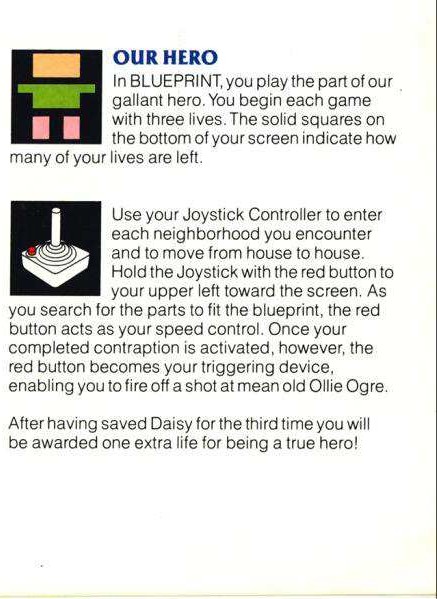 OUR HERO
In BLUEPRINT, you play the part of our
gallant hero. You begin each game
with three lives. The solid squares on
the bottom of your screen indicate how
many of your lives are left.
Use your Joystick Controller to enter
each neighborhood you encounter
and to move from house to house.
Hold the Joystick with the red button to
your upper left toward the screen. As
you search for the parts to fit the blueprint, the red
button acts as your speed control. Once your
completed contraption is activated, however, the
red button becomes your triggering device,
enabling you to fire off a shot at mean old Ollie Ogre.
After having saved Daisy for the third time you will
be awarded one extra life for being a true hero!